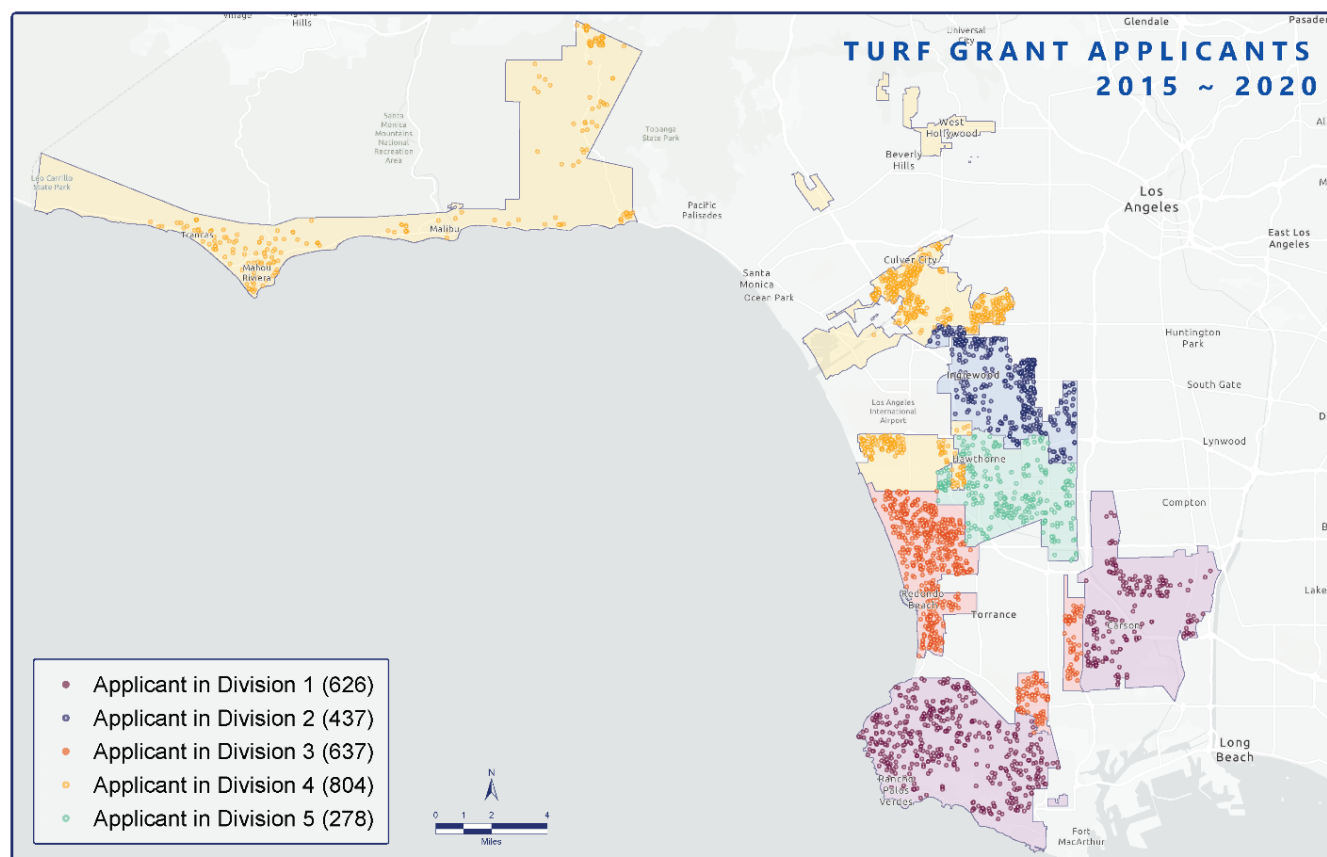 TURF GRANT APPLICANTS
2015 ~ 2020
Village
Hills
Universal
City
Glendale
Santa
Monica
Mountains
National
Recreation
Area
Topanga
State Park
West
Hollywood
Beverly
Hills
Leo Carrillo
State Park
Pacific
Palisades
Los
Angeles
East Los
Angeles
Trancas
Malibu
Culver City
Malibu
Riviera
Santa
Monica
Ocean Park
Huntington
Park
Inglewood
South Gate
Los Angeles
International
Airport
Lynwood
Hawthorne
Compton
Redondo
Beach
Torrance
Carson
Rancho
Palos
Verdes
Long
Beach
Fort
MacArthur
Applicant in Division 1 (626)
Applicant in Division 2 (437)
Applicant in Division 3 (637)
Applicant in Division 4 (804)
Applicant in Division 5 (278)
N
0 1 2 4
Miles